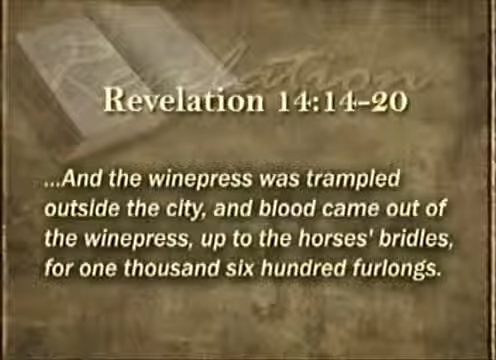 Revelation
Revelation 14:14-20
...And the winepress was trampled
outside the city, and blood came out of
the winepress, up to the horses' bridles,
for one thousand six hundred furlongs.